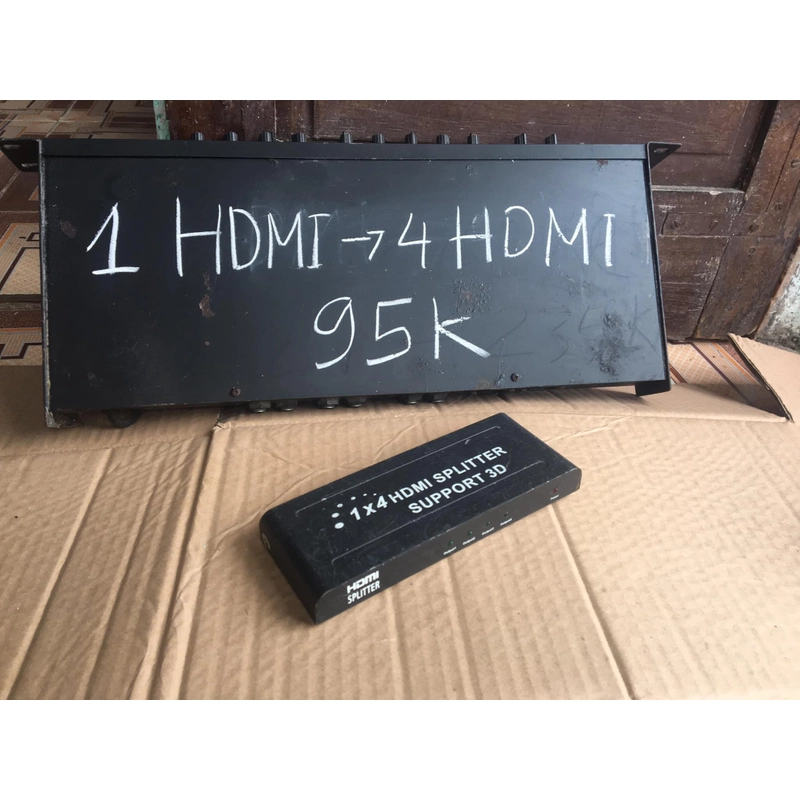 1 HDMI → 4 HDMI
95K
1x4 HDMI SPLITTER
SUPPORT 3D
HDMI
SPLITTER